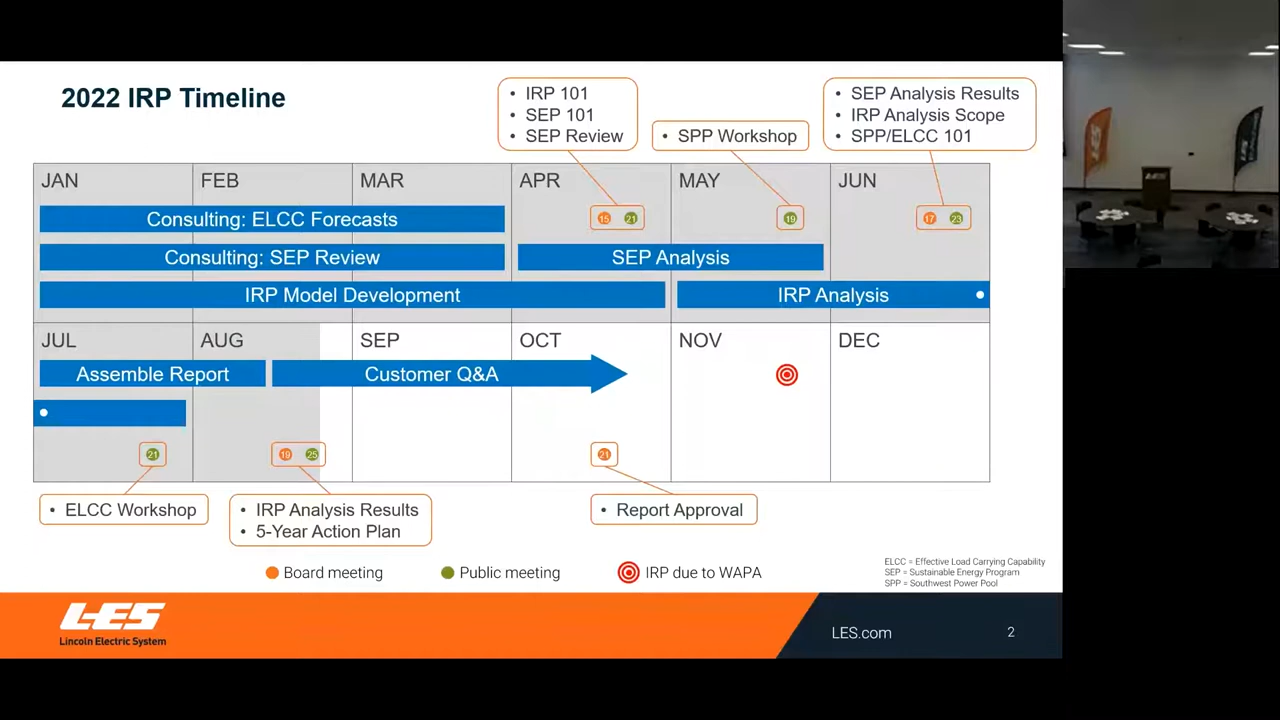 2022 IRP Timeline
• IRP 101
• SEP 101
• SEP Review
• SPP Workshop
• SEP Analysis Results
• IRP Analysis Scope
• SPP/ELCC 101
JAN
FEB
MAR
APR
MAY
JUN
15
21
19
17
23
Consulting: ELCC Forecasts
Consulting: SEP Review
SEP Analysis
IRP Model Development
IRP Analysis
JUL
AUG
SEP
OCT
NOV
DEC
Assemble Report
Customer Q&A
21
19
25
21
• ELCC Workshop
• IRP Analysis Results
• 5-Year Action Plan
• Report Approval
Board meeting
Public meeting
IRP due to WAPA
ELCC = Effective Load Carrying Capability
SEP = Sustainable Energy Program
SPP = Southwest Power Pool
LES
Lincoln Electric System
LES.com
2
LES